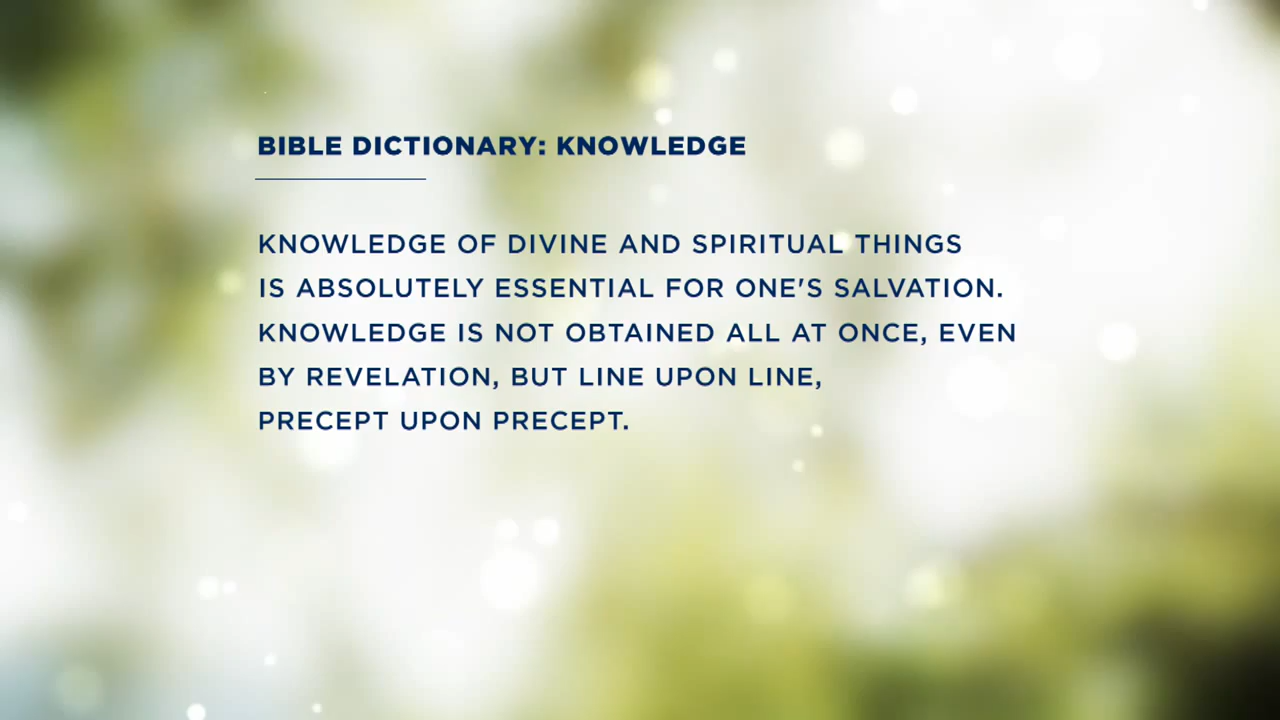 BIBLE DICTIONARY: KNOWLEDGE
KNOWLEDGE OF DIVINE AND SPIRITUAL THINGS
IS ABSOLUTELY ESSENTIAL FOR ONE'S SALVATION.
KNOWLEDGE IS NOT OBTAINED ALL AT ONCE, EVEN
BY REVELATION, BUT LINE UPON LINE,
PRECEPT UPON PRECEPT.